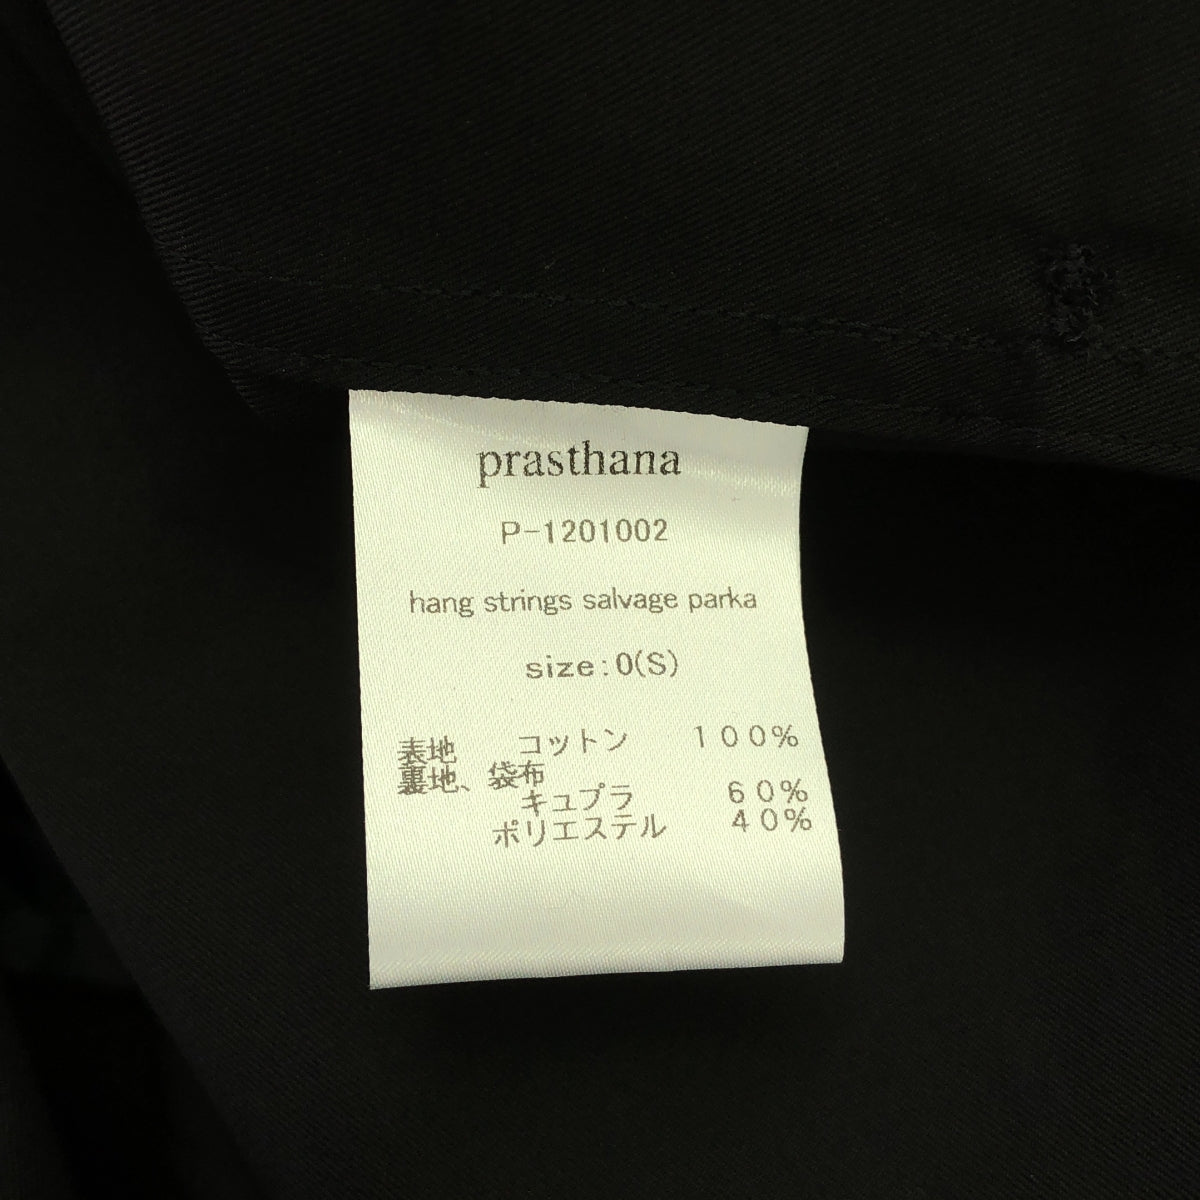 prasthana
P-1201002
hang strings salvage parka
size:0(S)
表地 コットン 100%
裏地、袋布
キュプラ 60%
ポリエステル 40%